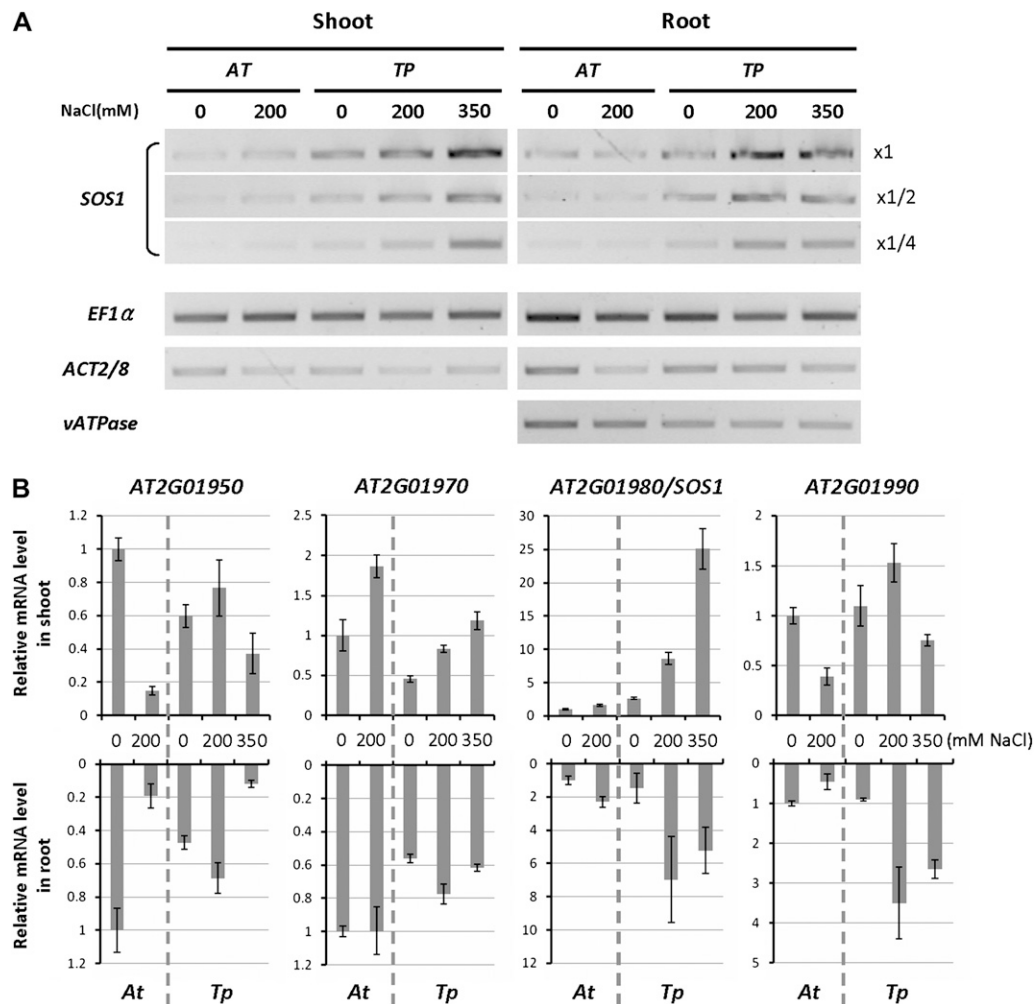 A
Shoot Root
AT TP AT TP
NaCl(mM) 0 200 0 200 350 0 200 0 200 350
x1
SOS1 x1/2
x1/4
EF1α
ACT2/8
vATPase
B
AT2G01950 AT2G01970 AT2G01980/SOS1 AT2G01990
Relative mRNA level
in shoot
1.2
1
0.8
0.6
0.4
0.2
0
2.5
2
1.5
1
0.5
0
30
25
20
15
10
5
0
2
1.5
1
0.5
0
0 200 0 200 350 0 200 0 200 350 0 200 0 200 350 0 200 0 200 350 (mM NaCl)
Relative mRNA level
in root
0
0.2
0.4
0.6
0.8
1
1.2
0
0.2
0.4
0.6
0.8
1
1.2
0
2
4
6
8
10
12
0
1
2
3
4
5
At Tp At Tp At Tp At Tp